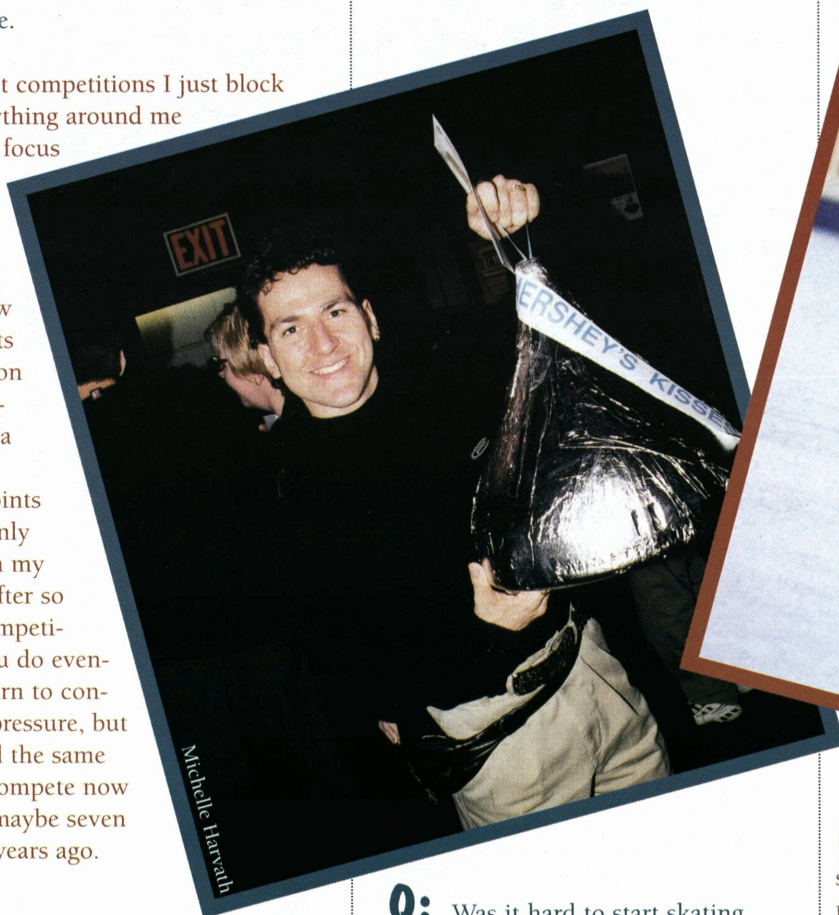 e.
t competitions I just block
ything around me
focus
w
ts
on
-
a
oints
nly
n my
fter so
mpeti-
u do even-
rn to con-
pressure, but
d the same
ompete now
maybe seven
years ago.
EXIT
HERSHEY'S KISSES
Michelle Harvath
Q: Was it hard to start skating